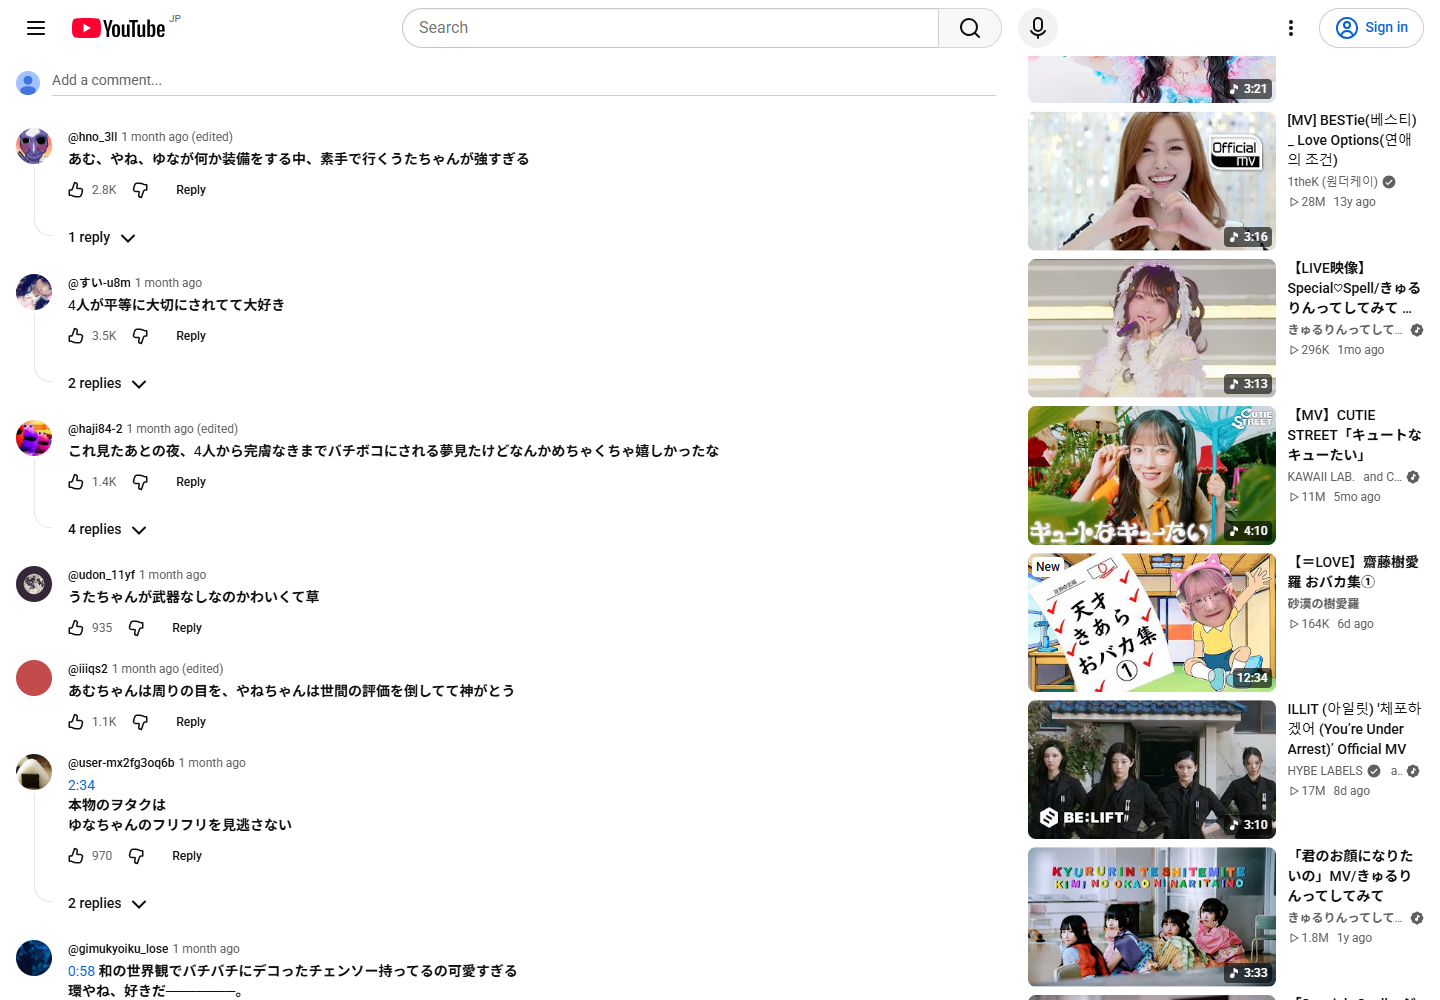 YouTube JP
Search
Sign in
Add a comment...
@hno_3ll 1 month ago (edited)
あむ、やね、ゆなが何か装備をする中、素手で行くうたちゃんが強すぎる
2.8K Reply
1 reply
@すい-u8m 1 month ago
4人が平等に大切にされてて大好き
3.5K Reply
2 replies
@haji84-2 1 month ago (edited)
これ見たあとの夜、4人から完膚なきまでバチボコにされる夢見たけどなんかめちゃくちゃ嬉しかったな
1.4K Reply
4 replies
@udon_11yf 1 month ago
うたちゃんが武器なしなのかわいくて草
935 Reply
@iiiqs2 1 month ago (edited)
あむちゃんは周りの目を、やねちゃんは世間の評価を倒してて神がとう
1.1K Reply
@user-mx2fg3oq6b 1 month ago
2:34
本物のヲタクは
ゆなちゃんのフリフリを見逃さない
970 Reply
2 replies
@gimukyoiku_lose 1 month ago
0:58 和の世界観でバチバチにデコったチェンソー持ってるの可愛すぎる
環やね、好きだ───────。
3:21
Official
MV
3:16
[MV] BESTie(베스티)
_ Love Options(연애
의 조건)
1theK (원더케이)
28M 13y ago
3:13
【LIVE映像】
Special♡Spell/きゅる
りんってしてみて ...
きゅるりんってして...
296K 1mo ago
CUTIE
STREET
キュートなキューたい
4:10
【MV】CUTIE
STREET「キュートな
キューたい」
KAWAII LAB. and C...
11M 5mo ago
New
天才
きあら
おバカ集
①
12:34
【＝LOVE】齋藤樹愛
羅 おバカ集①
砂漠の樹愛羅
164K 6d ago
BE:LIFT
3:10
ILLIT (아일릿) '체포하
겠어 (You're Under
Arrest)' Official MV
HYBE LABELS a..
17M 8d ago
KYURURIN TE SHITEMITE
KIMI NO OKAO NI NARITAI NO
3:33
「君のお顔になりた
いの」MV/きゅるり
んってしてみて
きゅるりんってして...
1.8M 1y ago